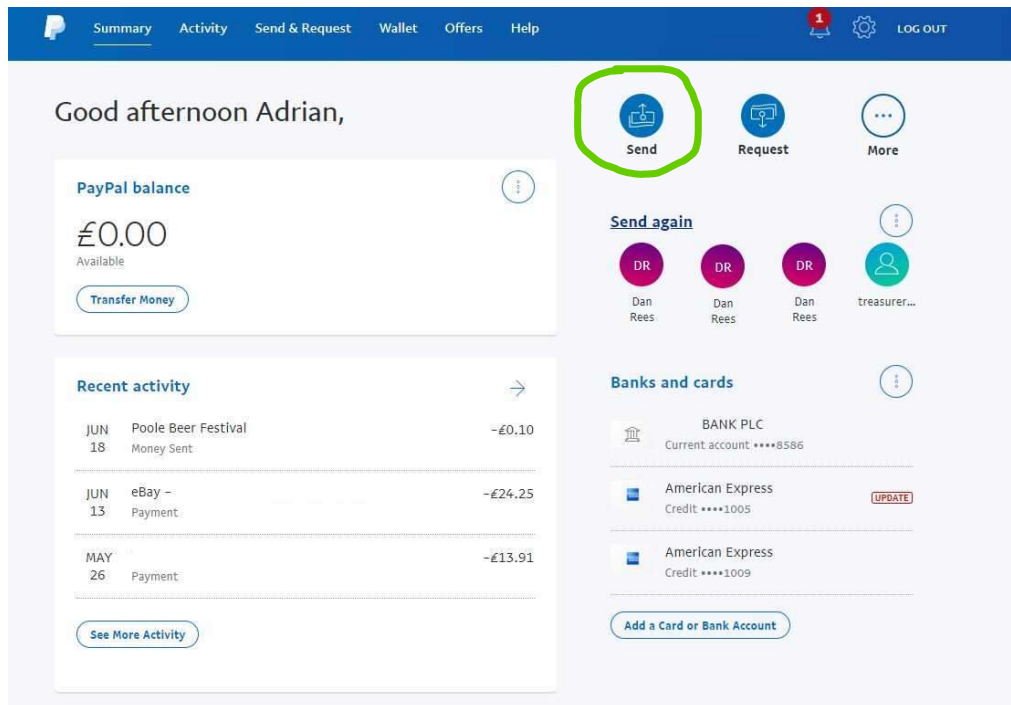 Summary Activity Send & Request Wallet Offers Help 1 LOG OUT
Good afternoon Adrian,
Send Request More
PayPal balance
£0.00
Available
Transfer Money
Send again
DR DR DR
Dan Dan Dan treasurer...
Rees Rees Rees
Recent activity
JUN Poole Beer Festival -£0.10
18 Money Sent
JUN eBay - -£24.25
13 Payment
MAY -£13.91
26 Payment
See More Activity
Banks and cards
BANK PLC
Current account ••••8586
American Express
Credit ••••1005
UPDATE
American Express
Credit ••••1009
Add a Card or Bank Account